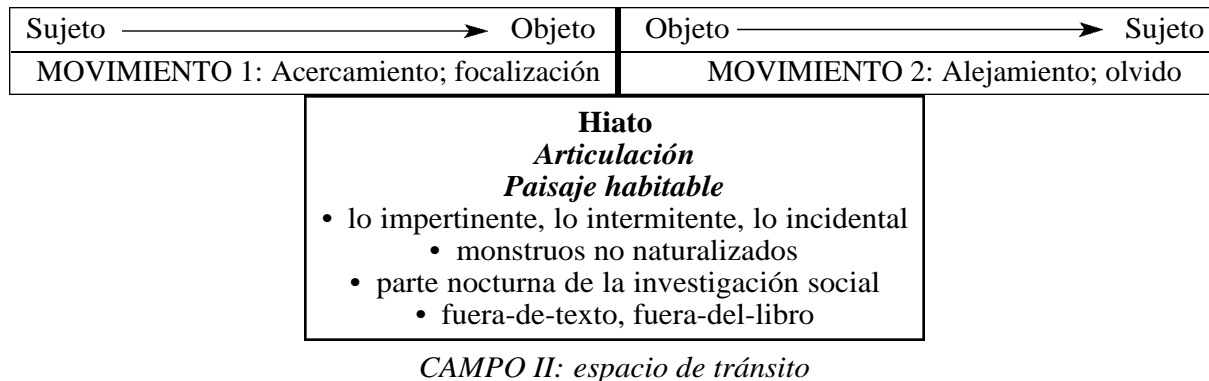 Sujeto Objeto Objeto Sujeto
MOVIMIENTO 1: Acercamiento; focalización MOVIMIENTO 2: Alejamiento; olvido
Hiato
Articulación
Paisaje habitable
• lo impertinente, lo intermitente, lo incidental
• monstruos no naturalizados
• parte nocturna de la investigación social
• fuera-de-texto, fuera-del-libro
CAMPO II: espacio de tránsito